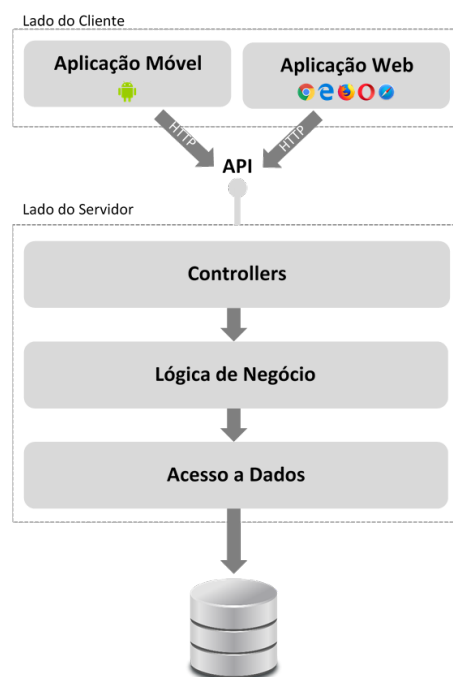 Lado do Cliente
Aplicação Móvel
Aplicação Web
HTTP
HTTP
API
Lado do Servidor
Controllers
Lógica de Negócio
Acesso a Dados